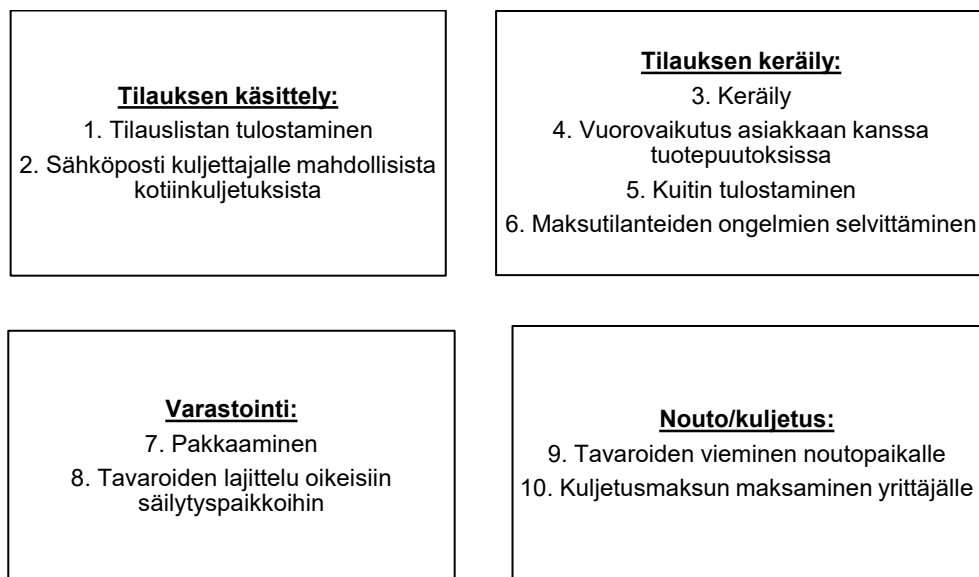 Tilauksen käsittely:
1. Tilauslistan tulostaminen
2. Sähköposti kuljettajalle mahdollisista
kotiinkuljetuksista
Tilauksen keräily:
3. Keräily
4. Vuorovaikutus asiakkaan kanssa
tuotepuutoksissa
5. Kuitin tulostaminen
6. Maksutilanteiden ongelmien selvittäminen
Varastointi:
7. Pakkaaminen
8. Tavaroiden lajittelu oikeisiin
säilytyspaikkoihin
Nouto/kuljetus:
9. Tavaroiden vieminen noutopaikalle
10. Kuljetusmaksun maksaminen yrittäjälle